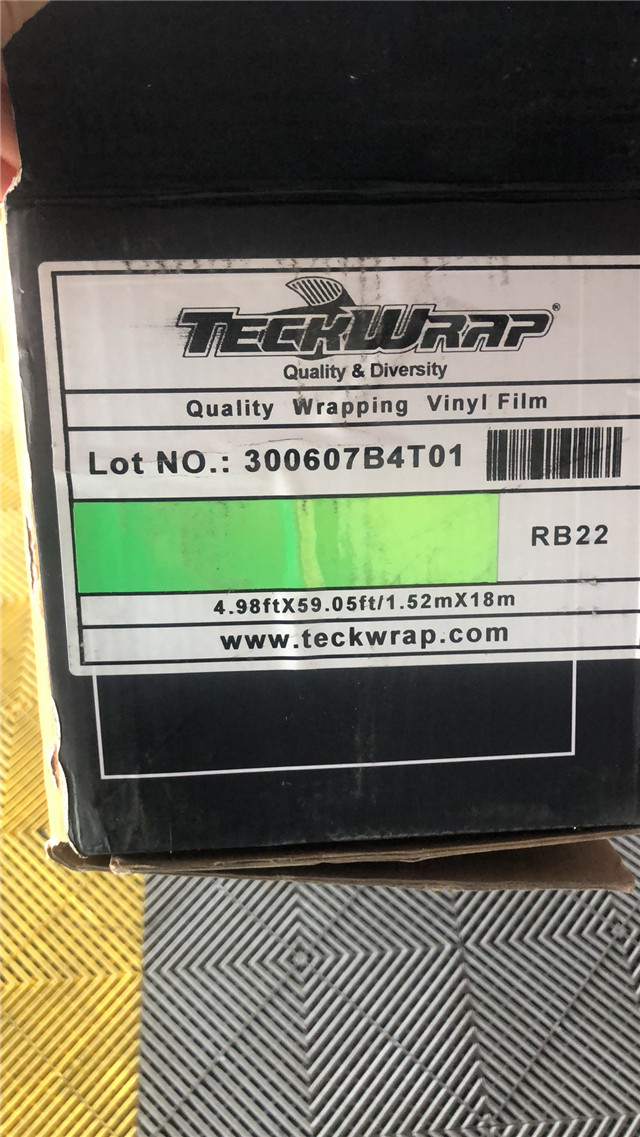 TECKWRAP®
Quality & Diversity
Quality Wrapping Vinyl Film
Lot NO.: 300607B4T01
RB22
4.98ftX59.05ft/1.52mX18m
www.teckwrap.com